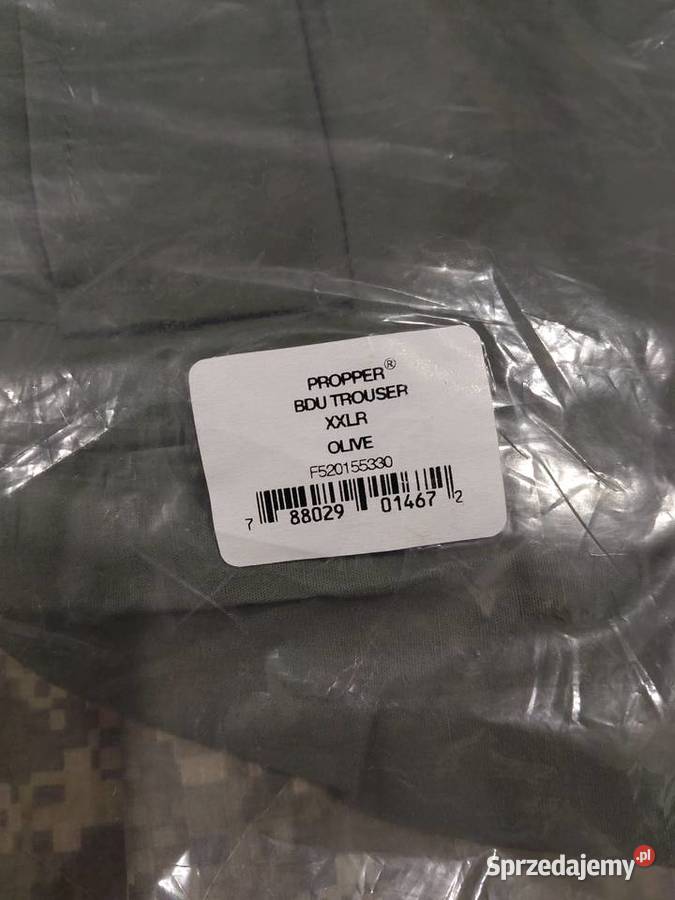 PROPPER®
BDU TROUSER
XXLR
OLIVE
F520155330
7 88029 01467 2
Sprzedajemy.pl